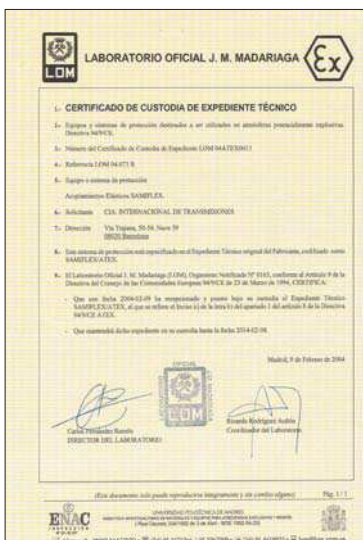 LOM
LABORATORIO OFICIAL J. M. MADARIAGA
Ex
1.- CERTIFICADO DE CUSTODIA DE EXPEDIENTE TÉCNICO
2.- Equipos y sistemas de protección destinados a ser utilizados en atmósferas potencialmente explosivas.
Directiva 94/9/CE.
3.- Número del Certificado de Custodia de Expediente LOM 04ATEX0411
4.- Referencia LOM 04.073 R
5.- Equipo o sistema de protección
Acoplamientos Elásticos SAMIFLEX.
6.- Solicitante CIA. INTERNACIONAL DE TRANSMISIONES
7.- Dirección Vía Trajana, 50-56, Nave 39
08020 Barcelona
8.- Este sistema de protección está especificado en el Expediente Técnico original del Fabricante, codificado como
SAMIFLEX/ATEX.
9.- El Laboratorio Oficial J. M. Madariaga (LOM), Organismo Notificado Nº 0163, conforme al Artículo 9 de la
Directiva del Consejo de las Comunidades Europeas 94/9/CE de 23 de Marzo de 1994, CERTIFICA:
- Que con fecha 2004-02-09 ha recepcionado y puesto bajo su custodia el Expediente Técnico
SAMIFLEX/ATEX, al que se refiere el Inciso ii) de la letra b) del apartado 1 del artículo 8 de la Directiva
94/9/CE ATEX.
- Que mantendrá dicho expediente en su custodia hasta la fecha 2014-02-08.
Madrid, 9 de Febrero de 2004
OFICIAL
LOM
Carlos Fernández Ramón
DIRECTOR DEL LABORATORIO
Ricardo Rodríguez
Coordinador del Laboratorio
(Este documento sólo puede reproducirse íntegramente y sin cambio alguno)
Pág. 1/1
ENAC
UNIVERSIDAD POLITÉCNICA DE MADRID